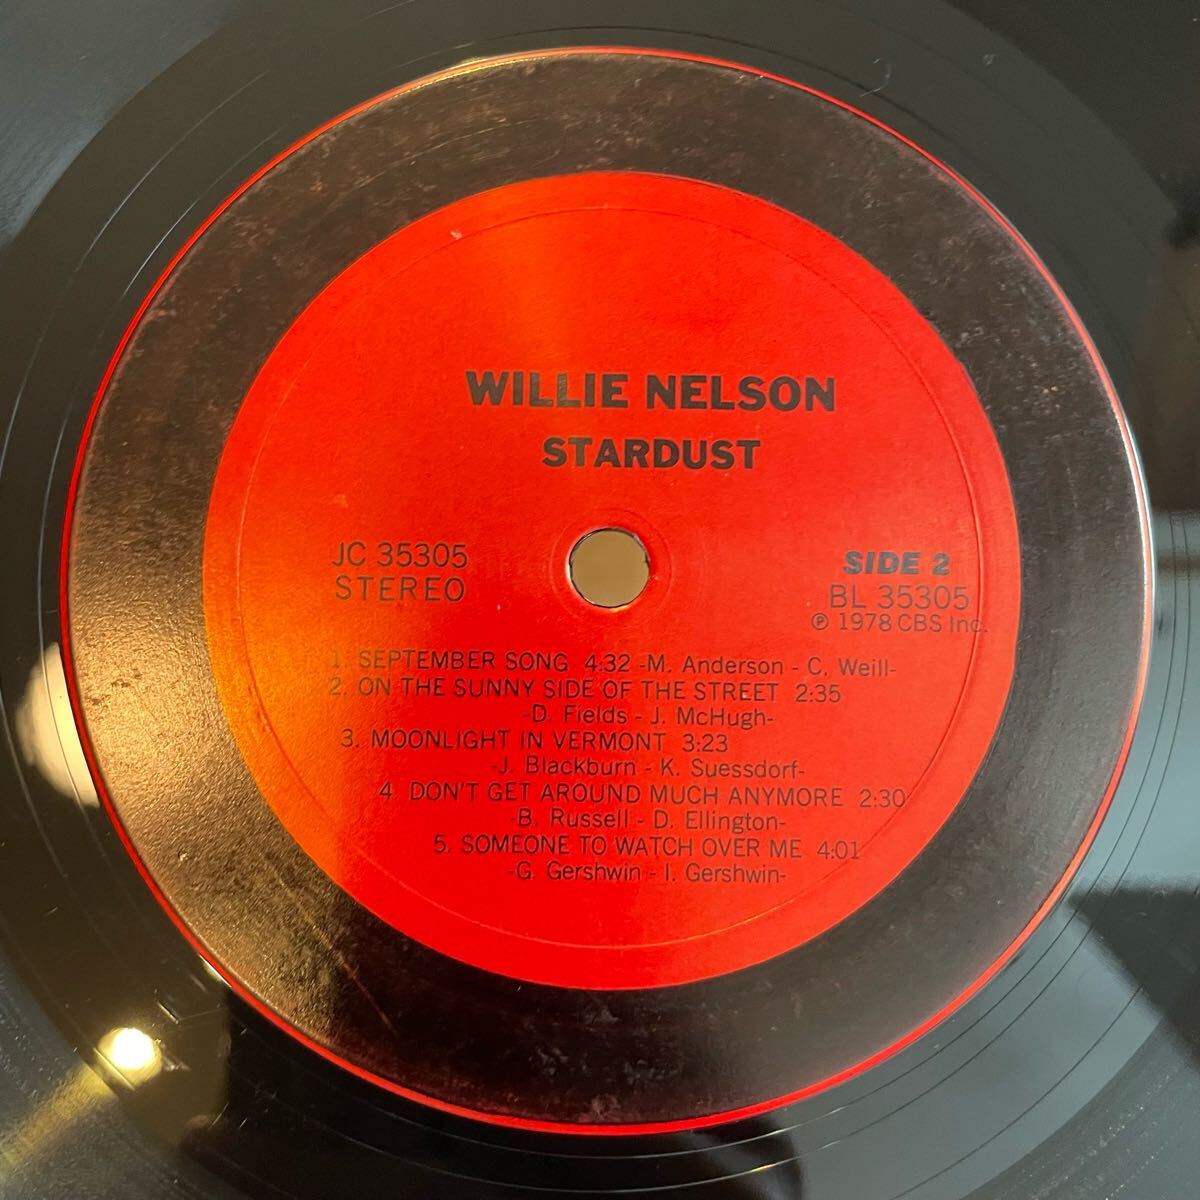 WILLIE NELSON
STARDUST
JC 35305
STEREO
SIDE 2
BL 35305
℗ 1978 CBS Inc.
1. SEPTEMBER SONG 4:32 -M. Anderson - C. Weill-
2. ON THE SUNNY SIDE OF THE STREET 2:35
-D. Fields - J. McHugh-
3. MOONLIGHT IN VERMONT 3:23
-J. Blackburn - K. Suessdorf-
4. DON'T GET AROUND MUCH ANYMORE 2:30
-B. Russell - D. Ellington-
5. SOMEONE TO WATCH OVER ME 4:01
-G. Gershwin - I. Gershwin-